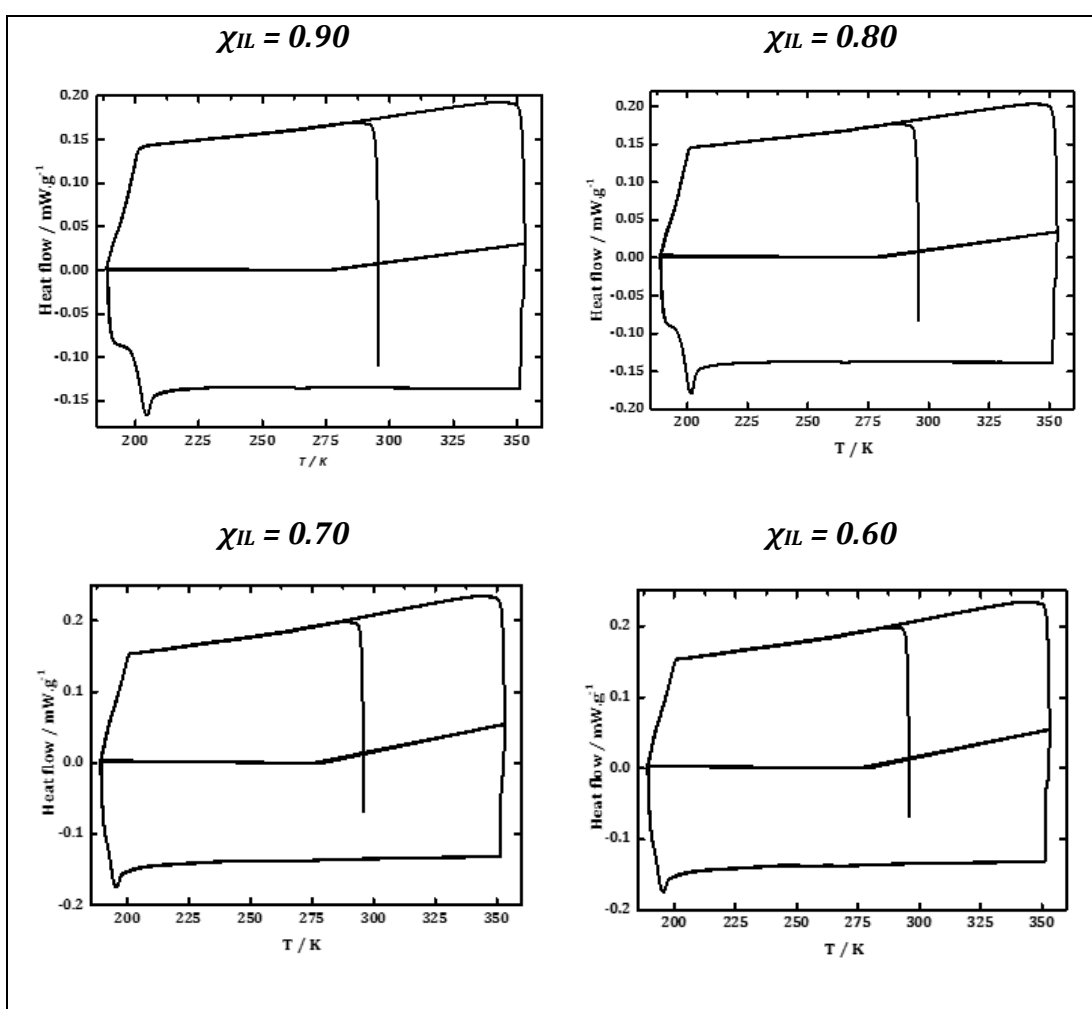 χIL = 0.90
χIL = 0.80
0.20
0.15
0.10
0.05
0.00
-0.05
-0.10
-0.15
Heat flow / mW.g-1
200 225 250 275 300 325 350
T / K
0.20
0.15
0.10
0.05
0.00
-0.05
-0.10
-0.15
-0.20
Heat flow / mW.g-1
200 225 250 275 300 325 350
T / K
χIL = 0.70
χIL = 0.60
0.2
0.1
0.0
-0.1
-0.2
Heat flow / mW.g-1
200 225 250 275 300 325 350
T / K
0.2
0.1
0.0
-0.1
-0.2
Heat flow / mW.g-1
200 225 250 275 300 325 350
T / K